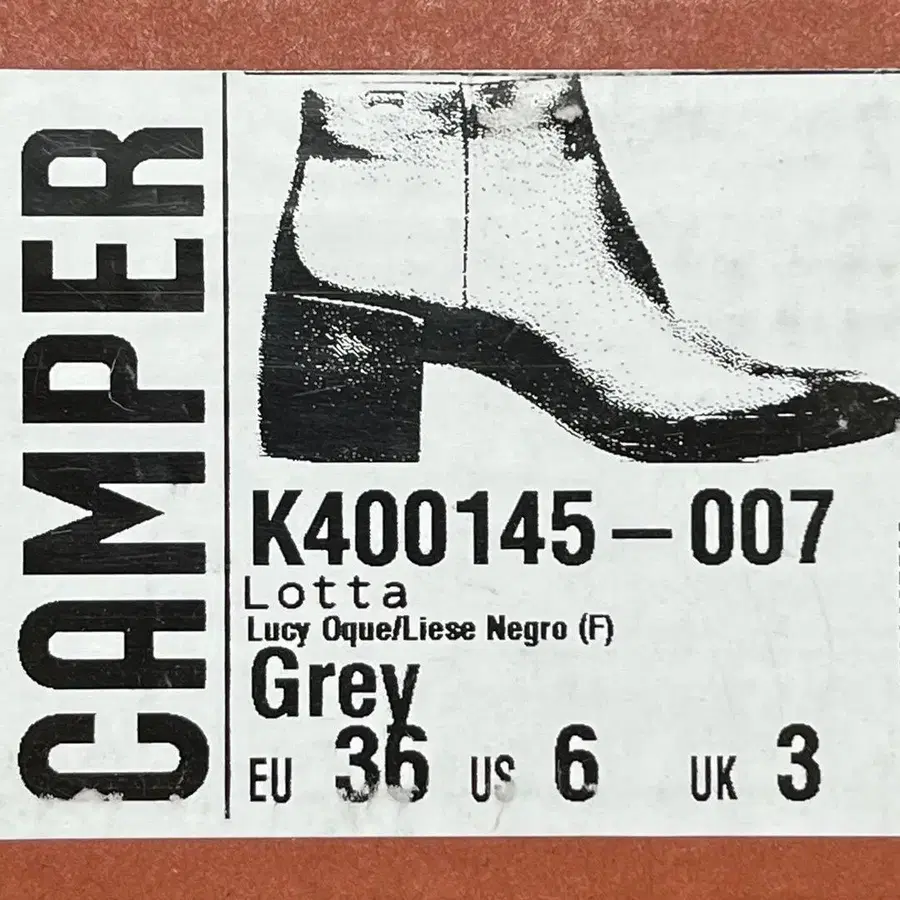 CAMPER
K400145-007
Lotta
Lucy Oque/Liese Negro (F)
Grey
EU 36 US 6 UK 3